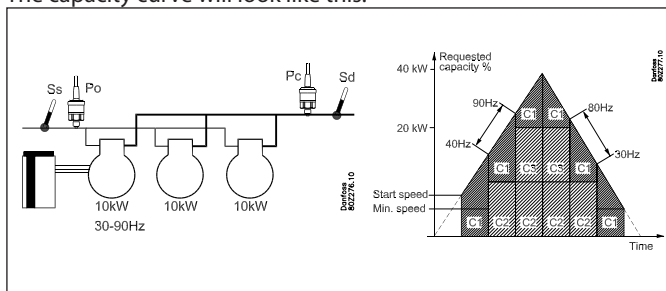 The capacity curve will look like this:
Ss
Po
Pc
Sd
10kW
10kW
10kW
30-90Hz
Danfoss
80Z276.10
40 kW
Requested
capacity %
20 kW
90Hz
40Hz
80Hz
30Hz
C1
C1
C1
C3
C3
C1
C1
C2
C2
C2
C2
C1
Start speed
Min. speed
Time
Danfoss
80Z277.10